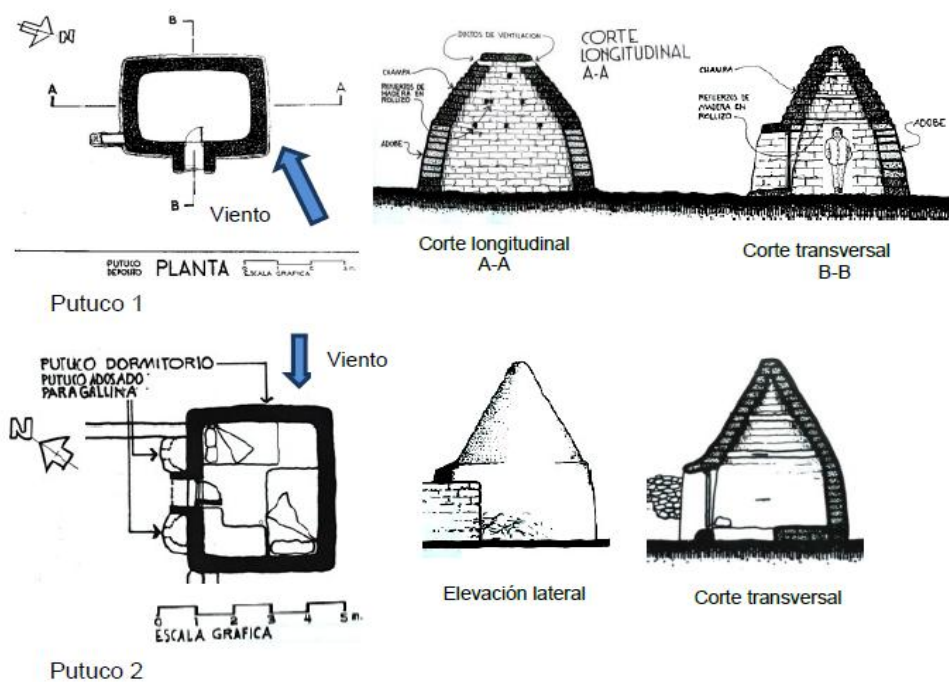 N
B
A
A
B
Viento
PUTUCO
DEPOSITO
PLANTA
ESCALA GRAFICA
Putuco 1
DUCTOS DE VENTILACION
CORTE
LONGITUDINAL
A-A
CHAMPA
REFUERZOS DE
MADERA EN
ROLLIZO
ADOBE
Corte longitudinal
A-A
CHAMPA
REFUERZOS DE
MADERA EN
ROLLIZO
ADOBE
Corte transversal
B-B
PUTUCO DORMITORIO
PUTUCO ADOSADO
PARA GALLINA
Viento
N
0 1 2 3 4 5 m.
ESCALA GRAFICA
Putuco 2
Elevación lateral
Corte transversal